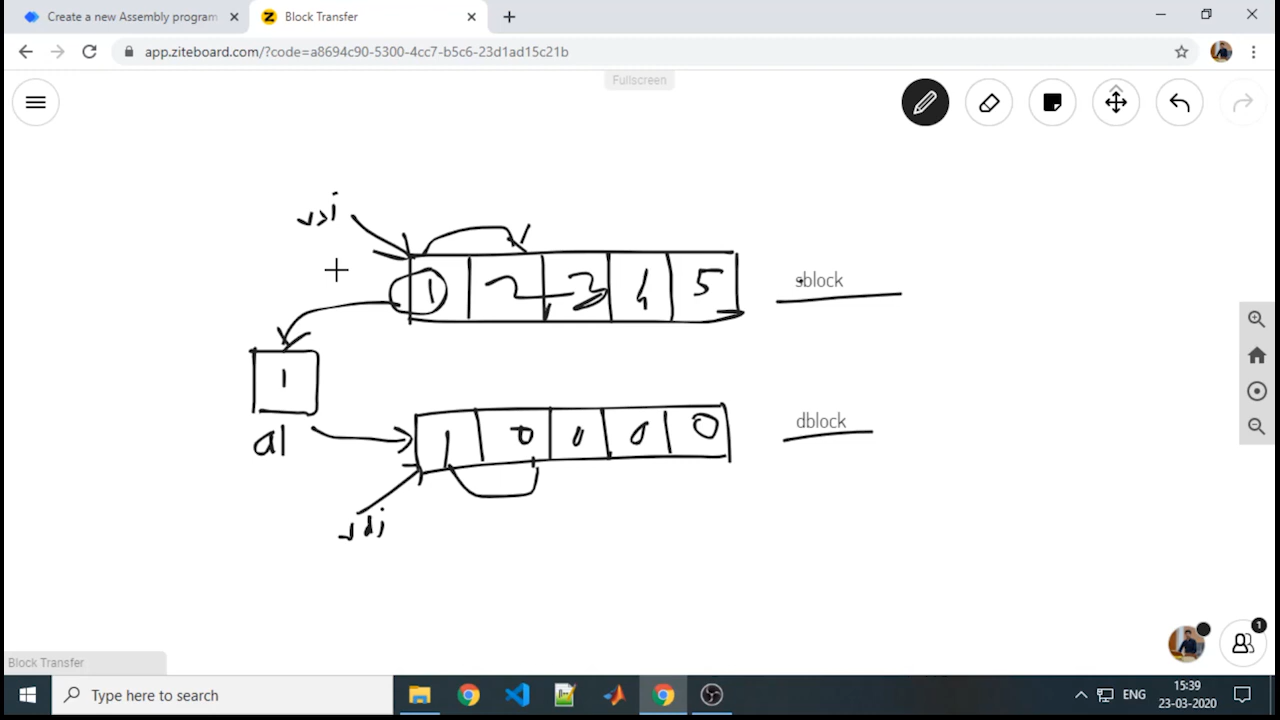 Create a new Assembly program
Block Transfer
app.ziteboard.com/?code=a8694c90-5300-4cc7-b5c6-23d1ad15c21b
Fullscreen
rsi
1 2 3 4 5
sblock
1
al
1 0 0 0 0
dblock
rdi
1
Block Transfer
Type here to search
ENG
15:39
23-03-2020